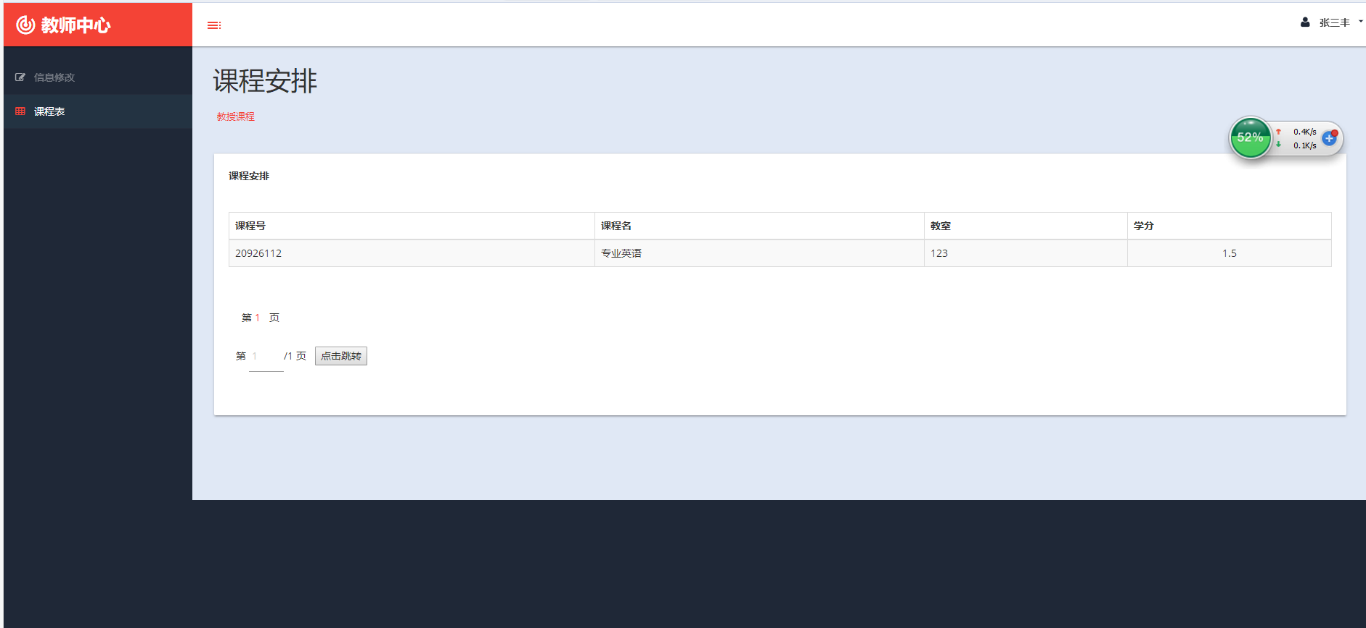 教师中心
张三丰
信息修改
课程表
课程安排
教授课程
52%
0.4K/s
0.1K/s
课程安排
课程号 课程名 教室 学分
20926112 专业英语 123 1.5
第 1 页
第 1 /1 页 点击跳转